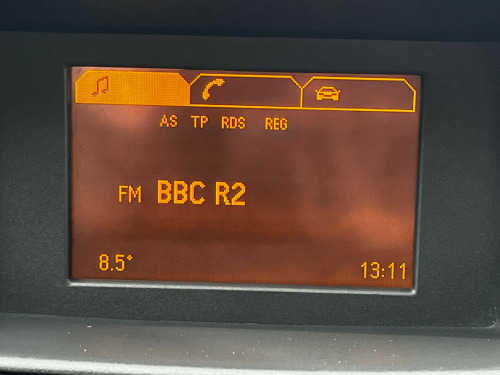 AS TP RDS REG
FM BBC R2
8.5° 13:11